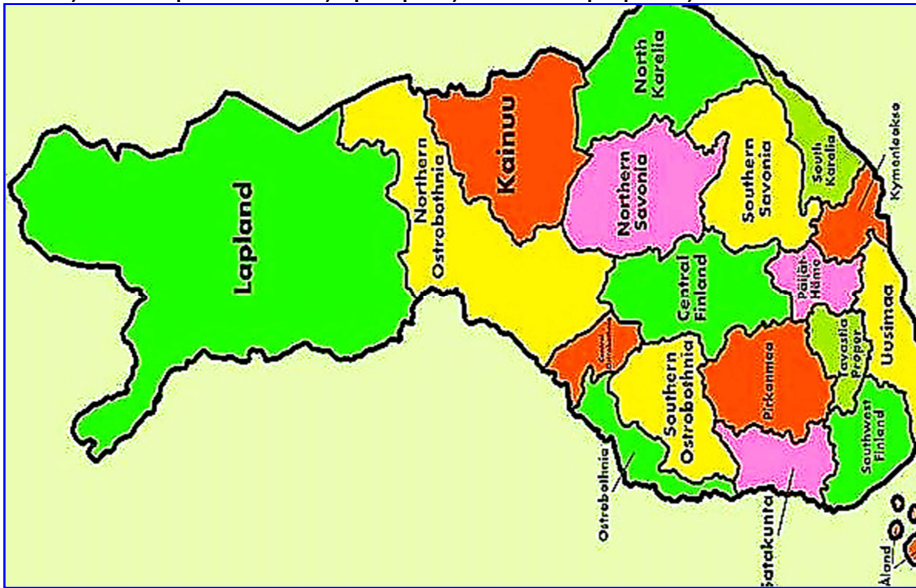 Lapland
Northern
Ostrobothnia
Kainuu
Ostrobothnia
Northern
Savonia
North
Karelia
Southern
Ostrobothnia
Central
Finland
Southern
Savonia
Satakunta
Pirkanmaa
Päijät-
Häme
South
Karelia
Tavastia
Proper
Southwest
Finland
Uusimaa
Kymenlaakso
Åland